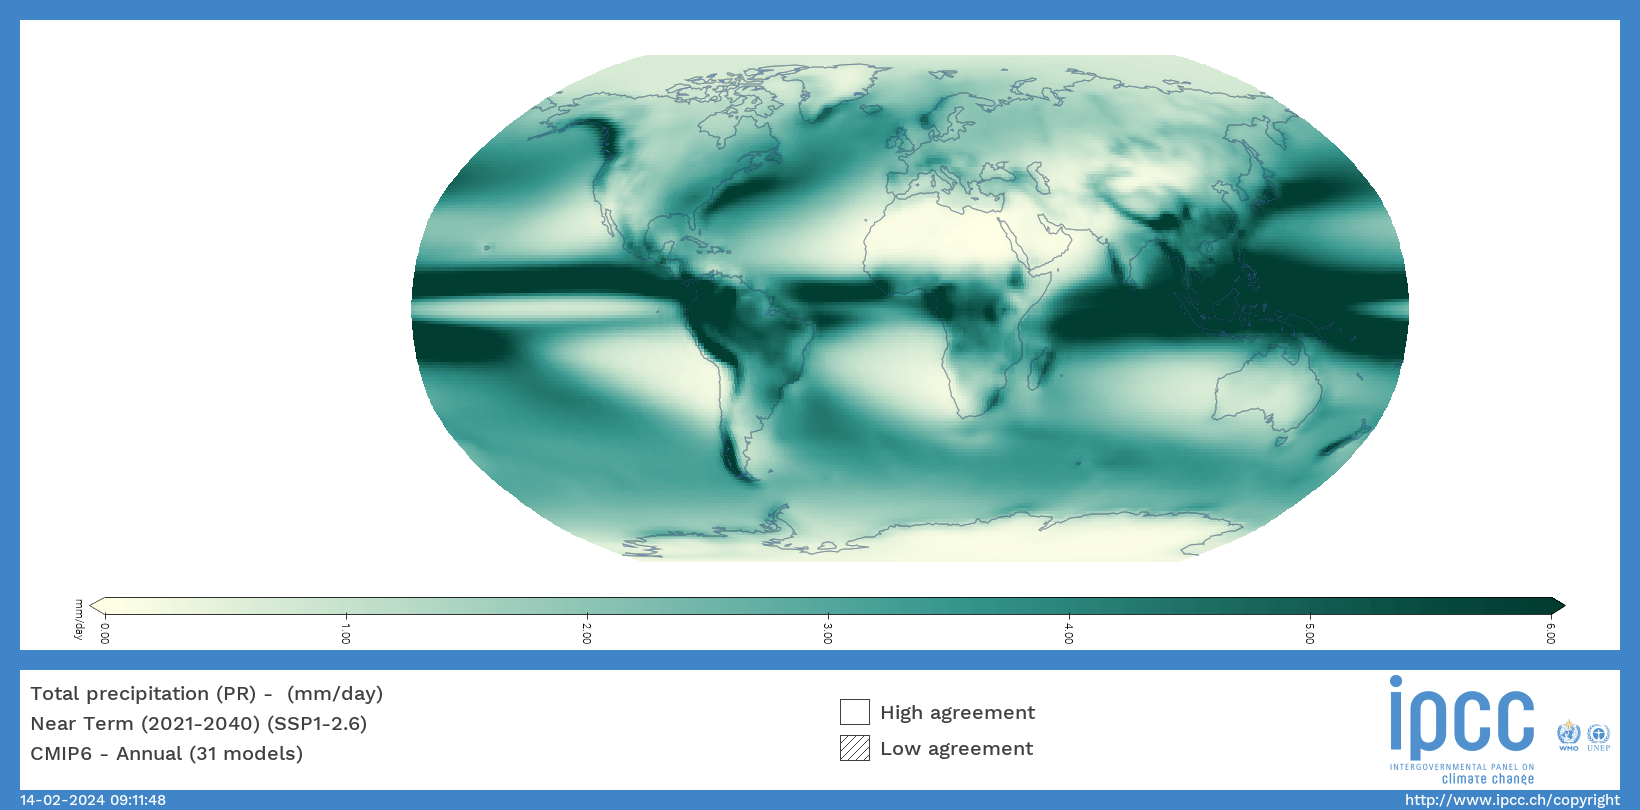 mm/day
0.00 1.00 2.00 3.00 4.00 5.00 6.00
Total precipitation (PR) - (mm/day)
Near Term (2021-2040) (SSP1-2.6)
CMIP6 - Annual (31 models)
High agreement
Low agreement
ipcc
INTERGOVERNMENTAL PANEL ON
climate change
WMO UNEP
14-02-2024 09:11:48
http://www.ipcc.ch/copyright